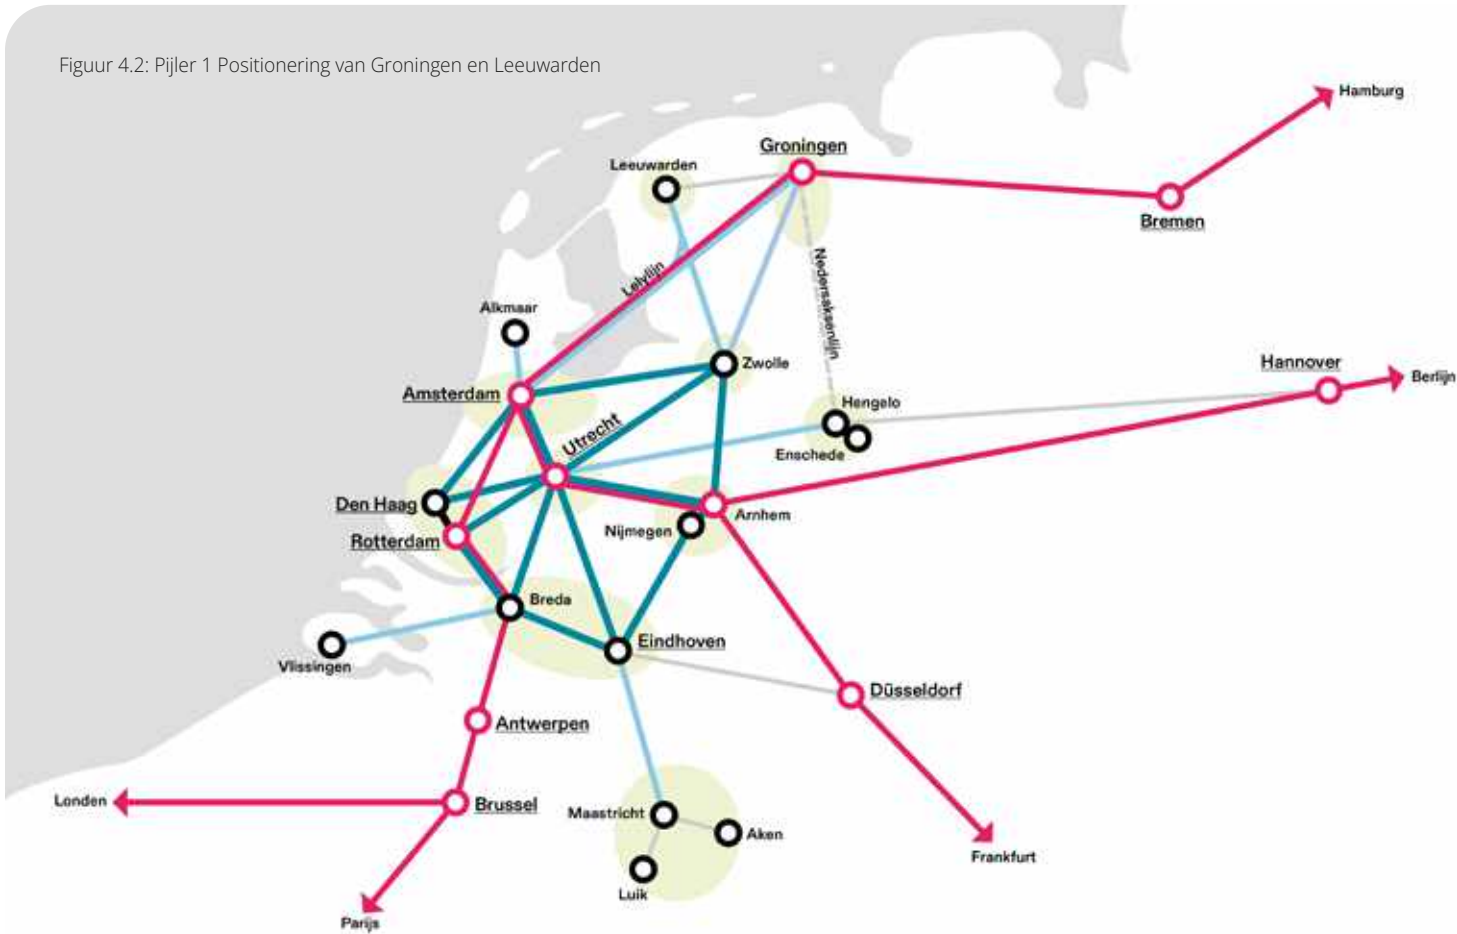 Figuur 4.2: Pijler 1 Positionering van Groningen en Leeuwarden
Hamburg
Groningen
Leeuwarden
Bremen
Lelylijn
Nedersaksenlijn
Alkmaar
Zwolle
Hannover
Berlijn
Amsterdam
Hengelo
Utrecht
Enschede
Den Haag
Arnhem
Nijmegen
Rotterdam
Breda
Eindhoven
Vlissingen
Düsseldorf
Antwerpen
Londen
Brussel
Maastricht
Aken
Frankfurt
Luik
Parijs